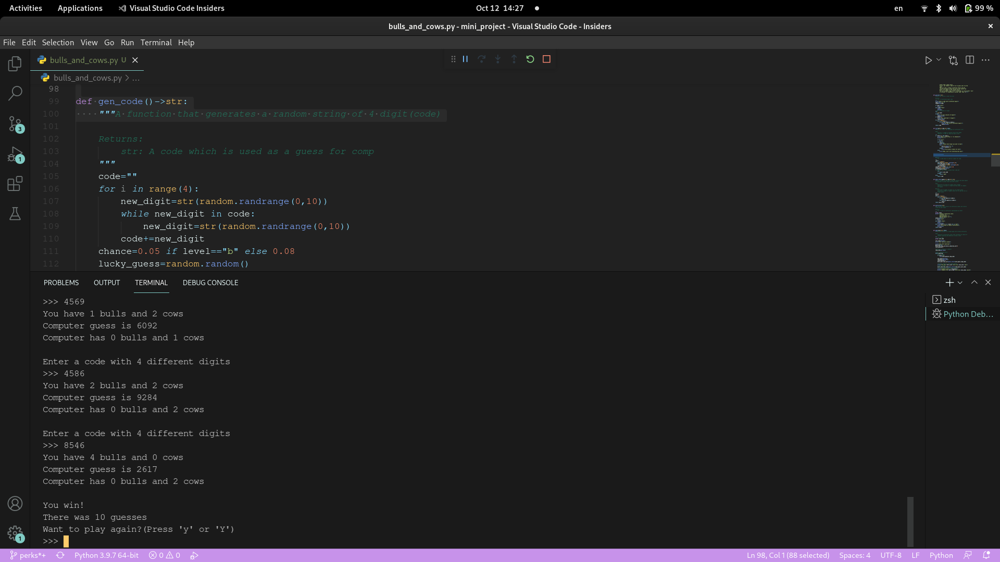 Activities Applications Visual Studio Code Insiders Oct 12 14:27 en 99 %
bulls_and_cows.py - mini_project - Visual Studio Code - Insiders
File Edit Selection View Go Run Terminal Help
bulls_and_cows.py U
bulls_and_cows.py > ...
98
99 def gen_code()->str:
100 """A function that generates a random string of 4 digit(code)
101
102 Returns:
103 str: A code which is used as a guess for comp
104 """
105 code=""
106 for i in range(4):
107 new_digit=str(random.randrange(0,10))
108 while new_digit in code:
109 new_digit=str(random.randrange(0,10))
110 code+=new_digit
111 chance=0.05 if level=="b" else 0.08
112 lucky_guess=random.random()
3
1
1
PROBLEMS OUTPUT TERMINAL DEBUG CONSOLE
zsh
Python Deb...
>>> 4569
You have 1 bulls and 2 cows
Computer guess is 6092
Computer has 0 bulls and 1 cows
Enter a code with 4 different digits
>>> 4586
You have 2 bulls and 2 cows
Computer guess is 9284
Computer has 0 bulls and 2 cows
Enter a code with 4 different digits
>>> 8546
You have 4 bulls and 0 cows
Computer guess is 2617
Computer has 0 bulls and 2 cows
You win!
There was 10 guesses
Want to play again?(Press 'y' or 'Y')
>>>
perks*+ Python 3.9.7 64-bit 0 0 Ln 98, Col 1 (88 selected) Spaces: 4 UTF-8 LF Python